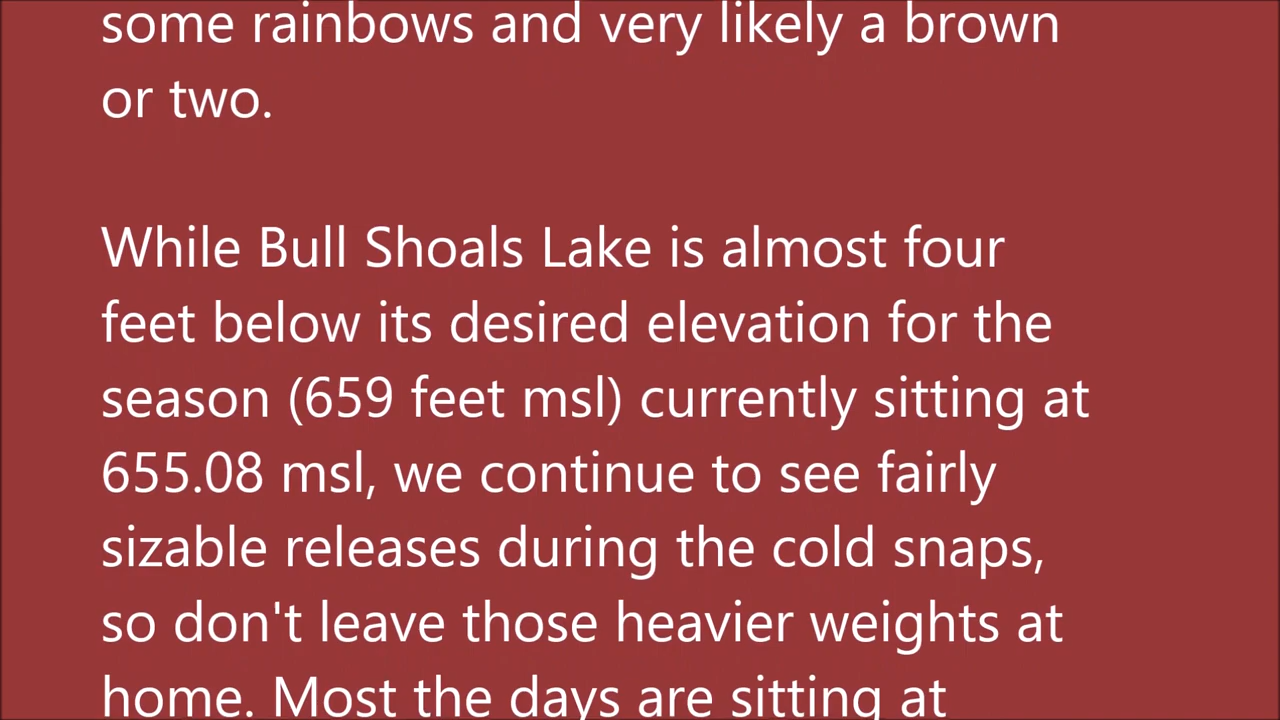 some rainbows and very likely a brown
or two.
While Bull Shoals Lake is almost four
feet below its desired elevation for the
season (659 feet msl) currently sitting at
655.08 msl, we continue to see fairly
sizable releases during the cold snaps,
so don't leave those heavier weights at
home. Most the days are sitting at